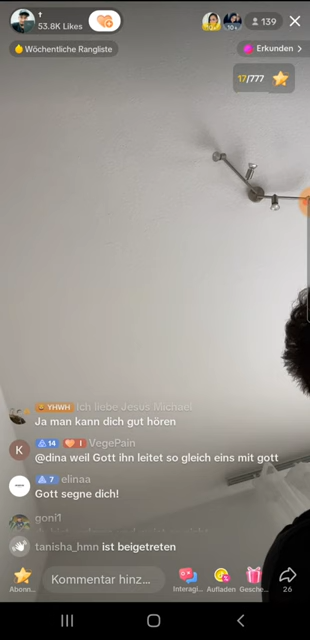 †
53.8K Likes
139
Wöchentliche Rangliste
Erkunden >
17/777
YHWH Ich liebe Jesus Michael
Ja man kann dich gut hören
K
14 I VegePain
@dina weil Gott ihn leitet so gleich eins mit gott
7 elinaa
Gott segne dich!
goni1
tanisha_hmn ist beigetreten
Abonn...
Kommentar hinz...
Interagi...
Aufladen
Gesche...
26